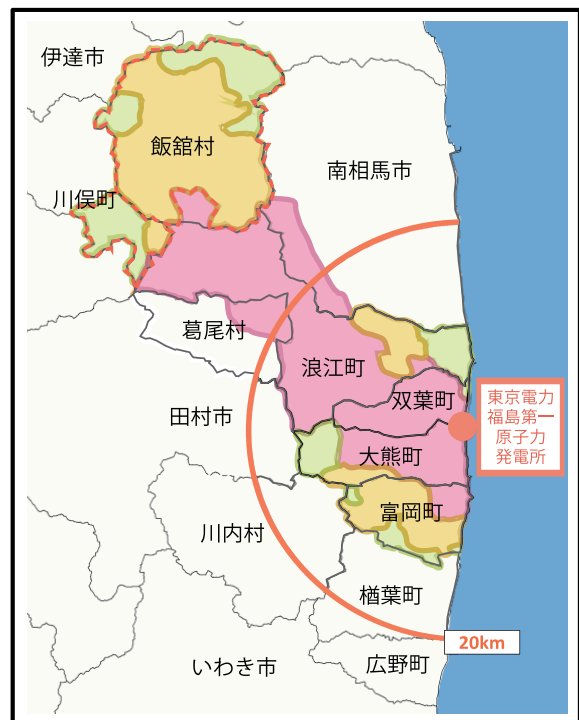 伊達市
飯舘村
南相馬市
川俣町
葛尾村
浪江町
双葉町
東京電力
福島第一
原子力
発電所
田村市
大熊町
富岡町
川内村
楢葉町
20km
いわき市
広野町